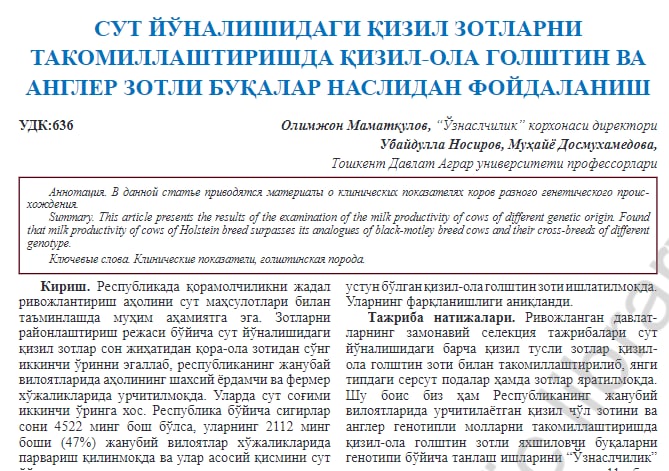 СУТ ЙЎНАЛИШИДАГИ ҚИЗИЛ ЗОТЛАРНИ
ТАКОМИЛЛАШТИРИШДА ҚИЗИЛ-ОЛА ГОЛШТИН ВА
АНГЛЕР ЗОТЛИ БУҚАЛАР НАСЛИДАН ФОЙДАЛАНИШ
УДК:636
Олимжон Маматқулов, “Ўзнаслчилик” корхонаси директори
Убайдулла Носиров, Муҳайё Досмухамедова,
Тошкент Давлат Аграр университети профессорлари
Аннотация. В данной статье приводятся материалы о клинических показателях коров разного генетического проис-
хождения.
Summary. This article presents the results of the examination of the milk productivity of cows of different genetic origin. Found
that milk productivity of cows of Holstein breed surpasses its analogues of black-motley breed cows and their cross-breeds of different
genotype.
Ключевые слова. Клинические показатели, голштинская порода.
Кириш. Республикада қорамолчиликни жадал
ривожлантириш аҳолини сут маҳсулотлари билан
таъминлашда муҳим аҳамиятга эга. Зотларни
районлаштириш режаси бўйича сут йўналишидаги
қизил зотлар сон жиҳатидан қора-ола зотидан сўнг
иккинчи ўринни эгаллаб, республиканинг жанубий
вилоятларида аҳолининг шахсий ёрдамчи ва фермер
хўжаликларида урчитилмоқда. Уларда сут соғими
иккинчи ўринга хос. Республика бўйича сигирлар
сони 4522 минг бош бўлса, уларнинг 2112 минг
боши (47%) жанубий вилоятлар хўжаликларида
парвариш қилинмоқда ва улар асосий қисмини сут
устун бўлган қизил-ола голштин зоти ишлатилмоқда.
Уларнинг фарқланишлиги аниқланди.
Тажриба натижалари. Ривожланган давлат-
ларнинг замонавий селекция тажрибалари сут
йўналишидаги барча қизил тусли зотлар қизил-
ола голштин зоти билан такомиллаштирилиб, янги
типдаги серсут подалар ҳамда зотлар яратилмоқда.
Шу боис биз ҳам Республиканинг жанубий
вилоятларида урчитилаётган қизил чўл зотини ва
англер генотипли молларни такомиллаштиришда
қизил-ола голштин зотли яхшиловчи буқаларни
генотипи бўйича танлаш ишларини “Ўзнаслчилик”